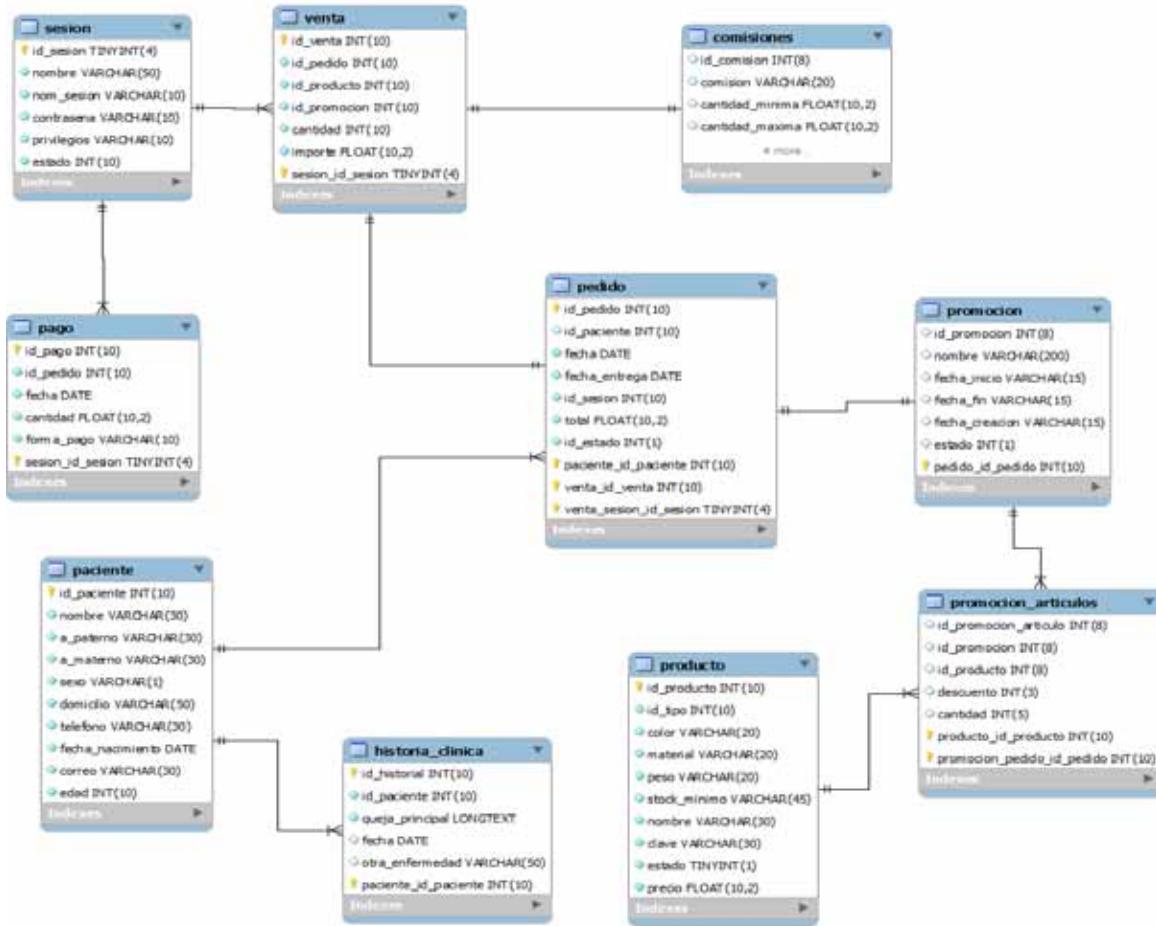 sesion
id_sesion TINYINT(4)
nombre VARCHAR(50)
nom_sesion VARCHAR(10)
contrasena VARCHAR(10)
privilegios VARCHAR(10)
estado INT(10)
Indexes
venta
id_venta INT(10)
id_pedido INT(10)
id_producto INT(10)
id_promocion INT(10)
cantidad INT(10)
importe FLOAT(10,2)
sesion_id_sesion TINYINT(4)
Indexes
comisiones
id_comision INT(8)
comision VARCHAR(20)
cantidad_minima FLOAT(10,2)
cantidad_maxima FLOAT(10,2)
more...
Indexes
pago
id_pago INT(10)
id_pedido INT(10)
fecha DATE
cantidad FLOAT(10,2)
forma_pago VARCHAR(10)
sesion_id_sesion TINYINT(4)
Indexes
pedido
id_pedido INT(10)
id_paciente INT(10)
fecha DATE
fecha_entrega DATE
id_sesion INT(10)
total FLOAT(10,2)
id_estado INT(1)
paciente_id_paciente INT(10)
venta_id_venta INT(10)
venta_sesion_id_sesion TINYINT(4)
Indexes
promocion
id_promocion INT(8)
nombre VARCHAR(200)
fecha_inicio VARCHAR(15)
fecha_fin VARCHAR(15)
fecha_creacion VARCHAR(15)
estado INT(1)
pedido_id_pedido INT(10)
Indexes
paciente
id_paciente INT(10)
nombre VARCHAR(30)
a_paterno VARCHAR(30)
a_materno VARCHAR(30)
sexo VARCHAR(1)
domicilio VARCHAR(50)
telefono VARCHAR(30)
fecha_nacimiento DATE
correo VARCHAR(30)
edad INT(10)
Indexes
historia_clinica
id_historial INT(10)
id_paciente INT(10)
queja_principal LONGTEXT
fecha DATE
otra_enfermedad VARCHAR(50)
paciente_id_paciente INT(10)
Indexes
producto
id_producto INT(10)
id_tipo INT(10)
color VARCHAR(20)
material VARCHAR(20)
peso VARCHAR(20)
stock_minimo VARCHAR(45)
nombre VARCHAR(30)
clave VARCHAR(30)
estado TINYINT(1)
precio FLOAT(10,2)
Indexes
promocion_articulos
id_promocion_articulo INT(8)
id_promocion INT(8)
id_producto INT(8)
descuento INT(3)
cantidad INT(5)
producto_id_producto INT(10)
promocion_pedido_id_pedido INT(10)
Indexes